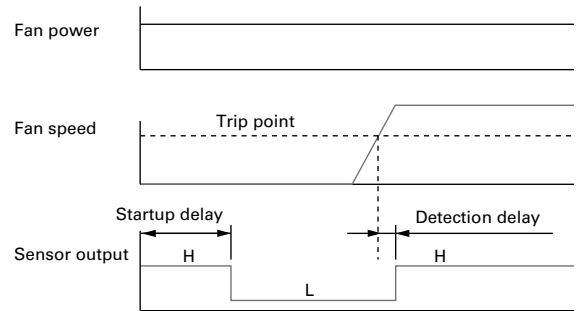 Fan power
Fan speed
Trip point
Startup delay
Detection delay
Sensor output
H
H
L